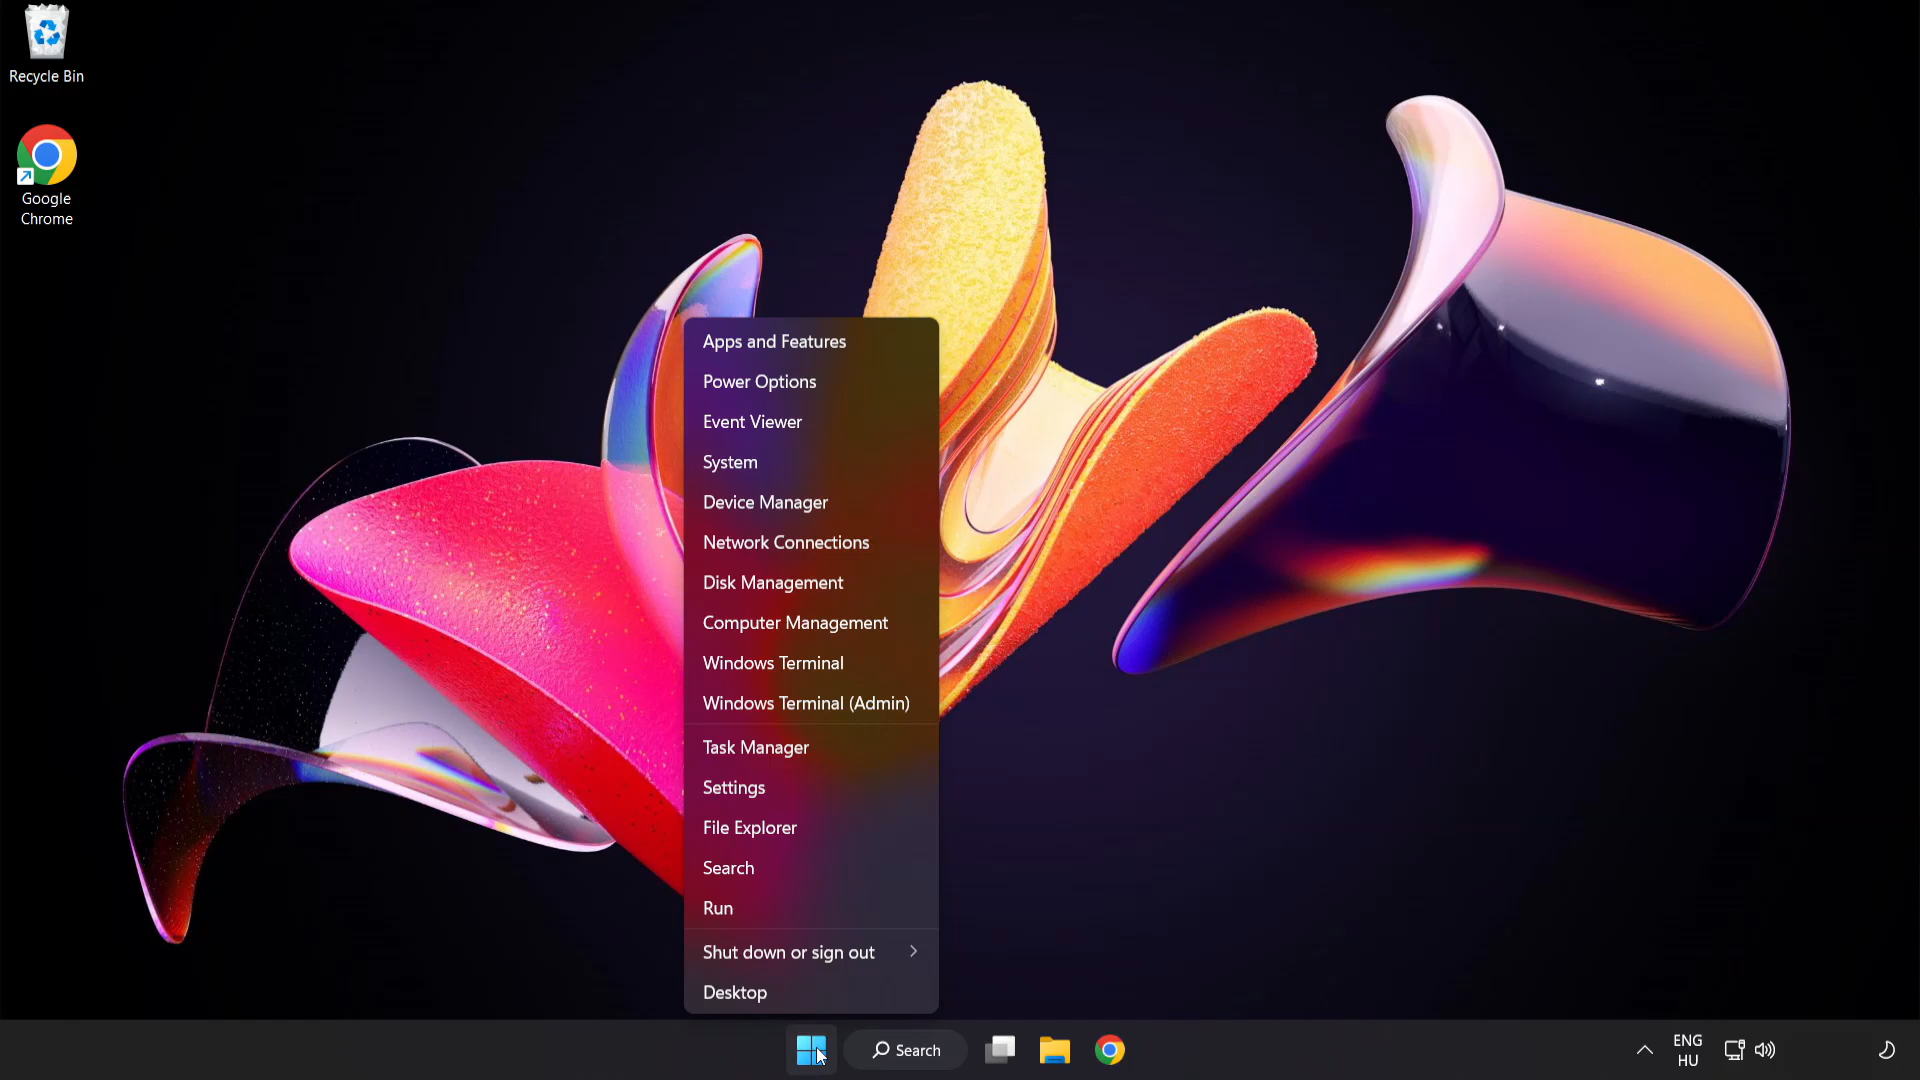 Recycle Bin
Google
Chrome
Apps and Features
Power Options
Event Viewer
System
Device Manager
Network Connections
Disk Management
Computer Management
Windows Terminal
Windows Terminal (Admin)
Task Manager
Settings
File Explorer
Search
Run
Shut down or sign out
Desktop
Search
ENG
HU